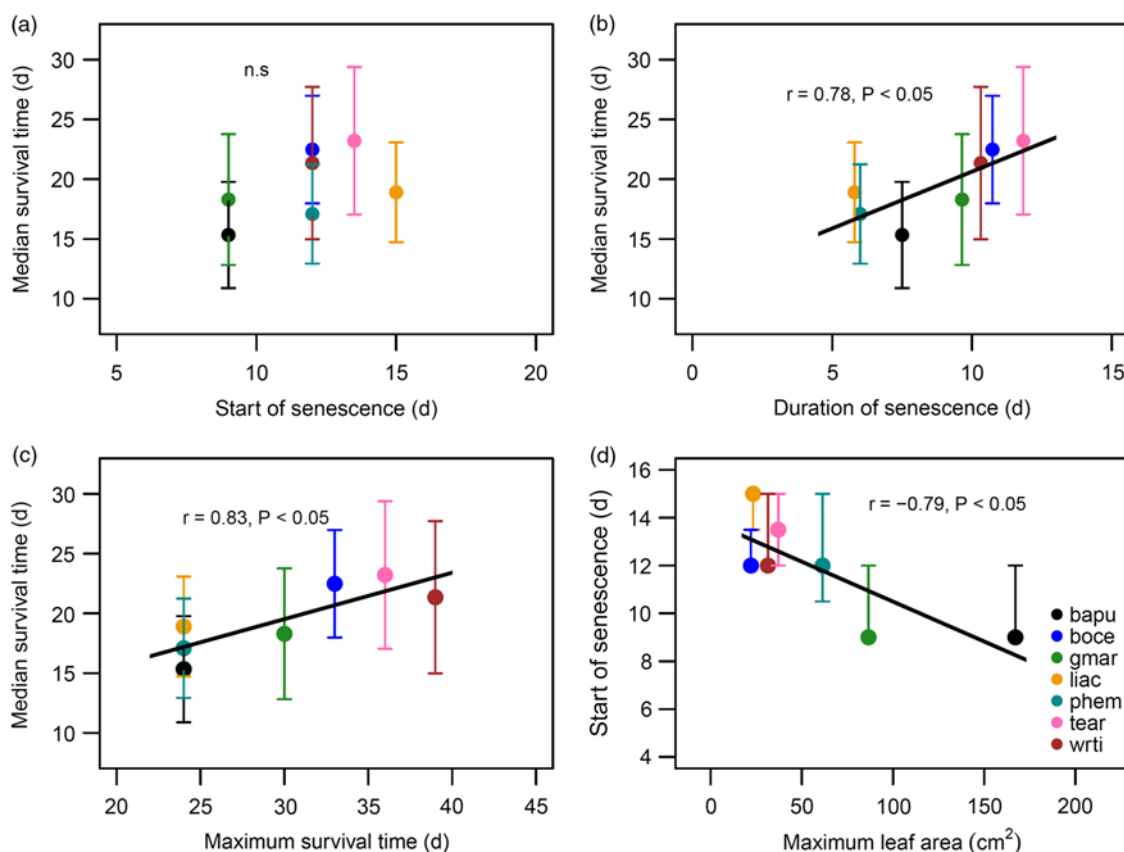 (a)
n.s
30
25
20
15
10
Median survival time (d)
5
10
15
20
Start of senescence (d)
(b)
r = 0.78, P < 0.05
30
25
20
15
10
Median survival time (d)
0
5
10
15
Duration of senescence (d)
(c)
r = 0.83, P < 0.05
30
25
20
15
10
Median survival time (d)
20
25
30
35
40
45
Maximum survival time (d)
(d)
r = −0.79, P < 0.05
16
14
12
10
8
6
4
Start of senescence (d)
bapu
boce
gmar
liac
phem
tear
wrti
0
50
100
150
200
Maximum leaf area (cm²)